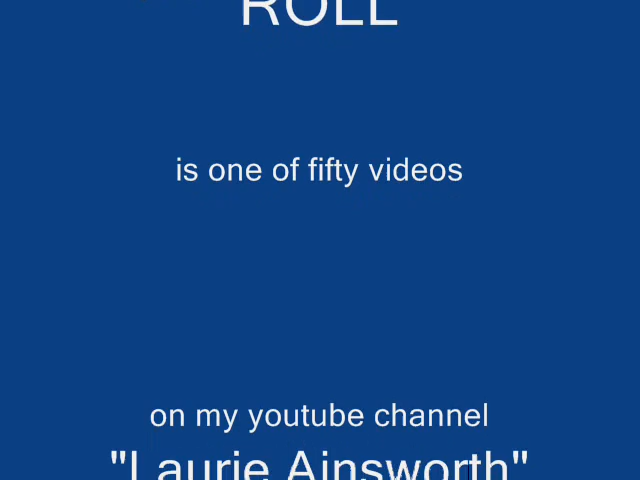 ROLL
is one of fifty videos
on my youtube channel
"Laurie Ainsworth"